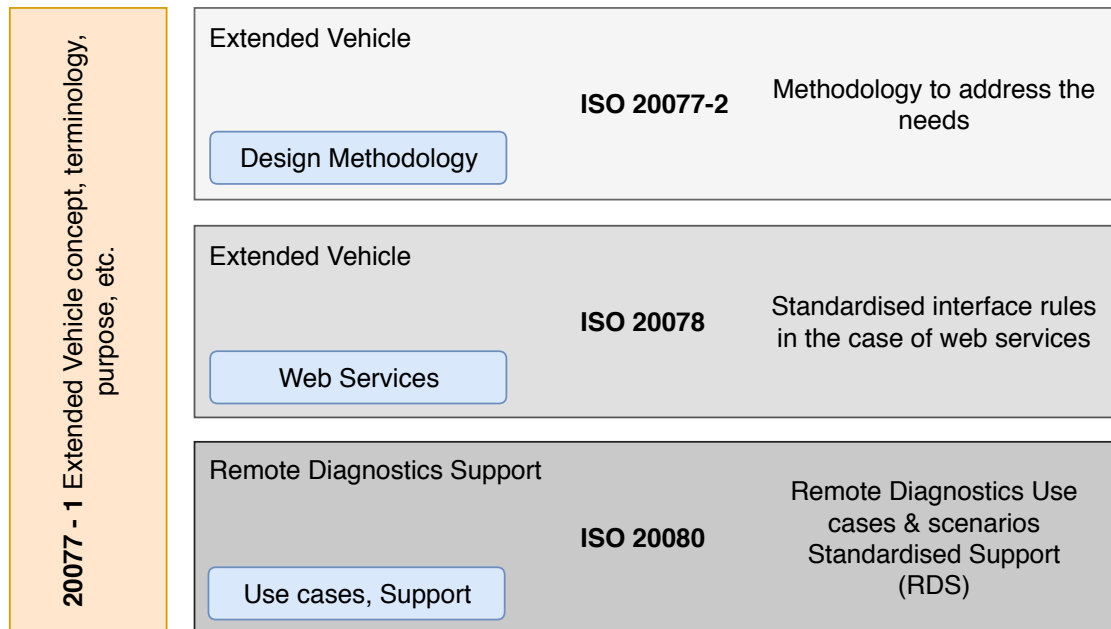 20077 - 1 Extended Vehicle concept, terminology,
purpose, etc.
Extended Vehicle
ISO 20077-2
Methodology to address the
needs
Design Methodology
Extended Vehicle
ISO 20078
Standardised interface rules
in the case of web services
Web Services
Remote Diagnostics Support
ISO 20080
Remote Diagnostics Use
cases & scenarios
Standardised Support
(RDS)
Use cases, Support